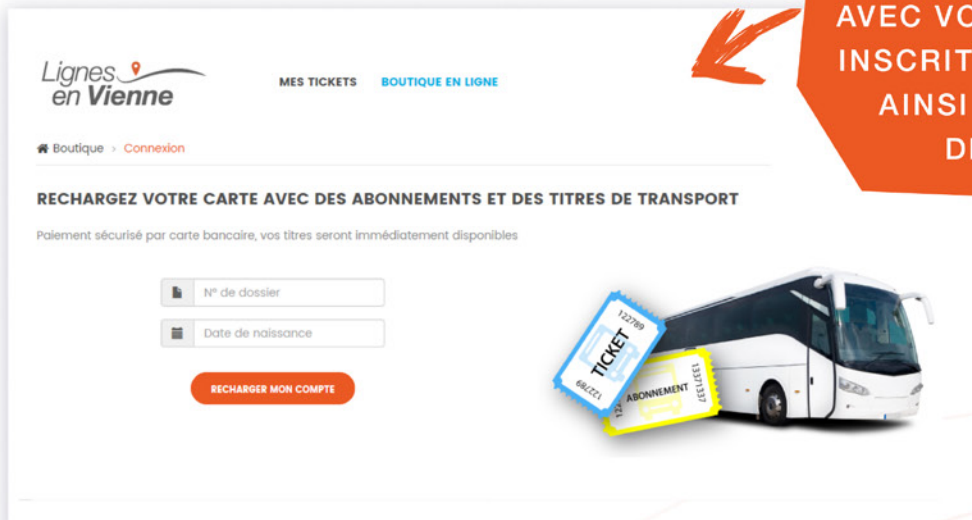 AVEC VO
INSCRIT
AINSI
DE
Lignes
en Vienne
MES TICKETS BOUTIQUE EN LIGNE
Boutique > Connexion
RECHARGEZ VOTRE CARTE AVEC DES ABONNEMENTS ET DES TITRES DE TRANSPORT
Paiement sécurisé par carte bancaire, vos titres seront immédiatement disponibles
N° de dossier
Date de naissance
RECHARGER MON COMPTE
122789
TICKET
122789
ABONNEMENT
13371337